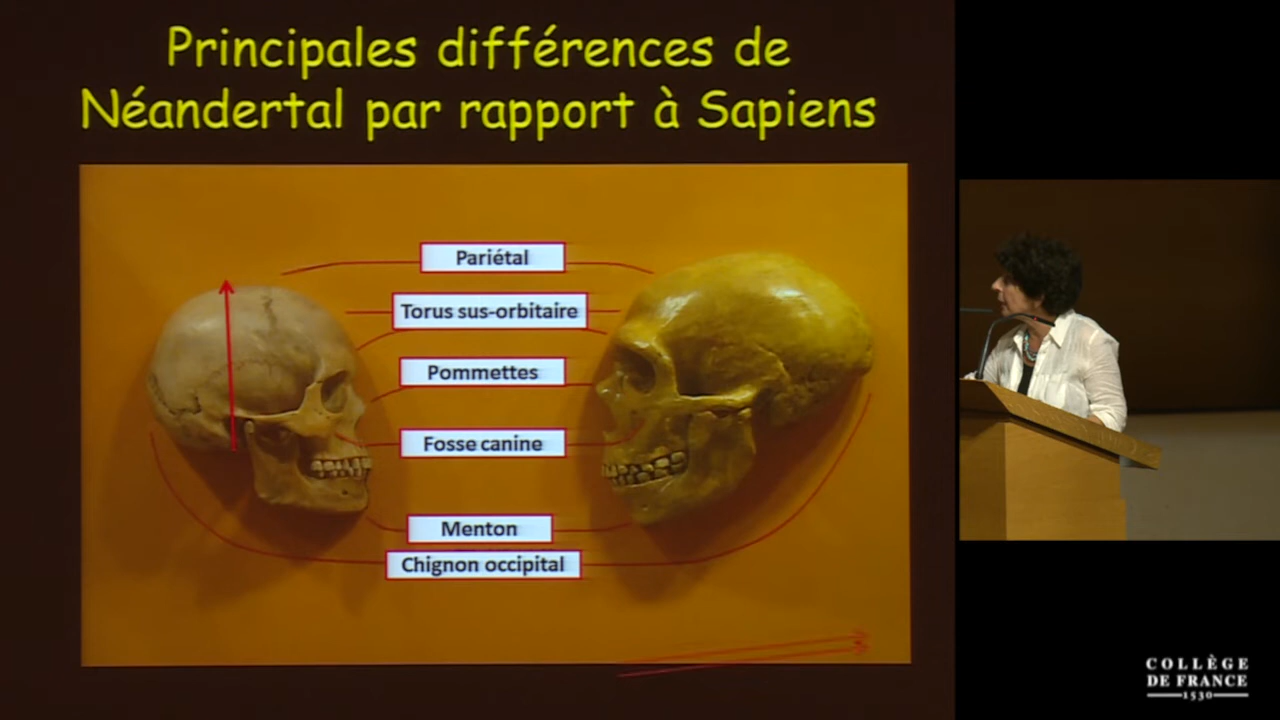 Principales différences de
Néandertal par rapport à Sapiens
Pariétal
Torus sus-orbitaire
Pommettes
Fosse canine
Menton
Chignon occipital
COLLÈGE
DE FRANCE
1530